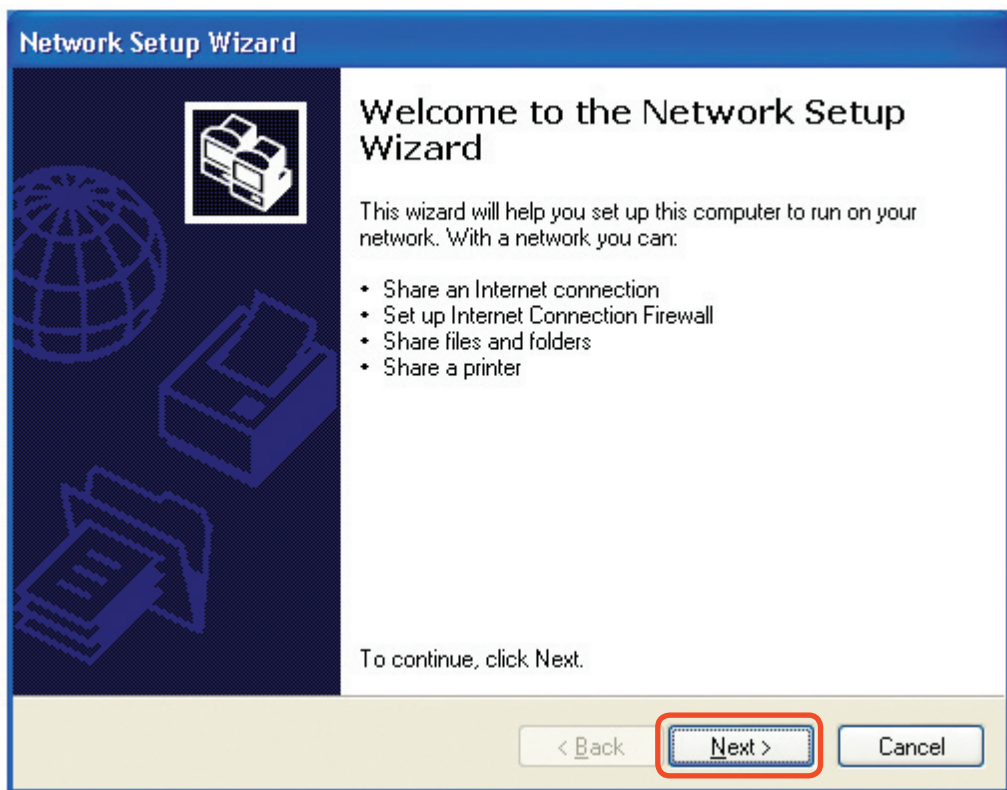 Network Setup Wizard
Welcome to the Network Setup
Wizard
This wizard will help you set up this computer to run on your
network. With a network you can:
• Share an Internet connection
• Set up Internet Connection Firewall
• Share files and folders
• Share a printer
To continue, click Next.
< Back Next > Cancel